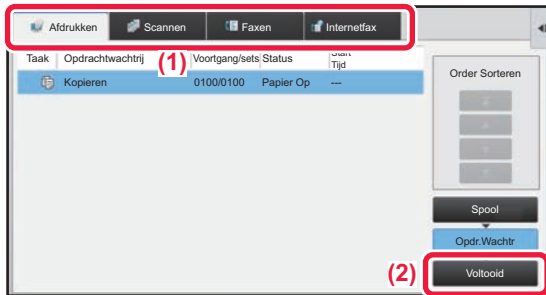 Afdrukken Scannen Faxen Internetfax
Taak Opdrachtwachtrij (1) Voortgang/sets Status Start
Tijd
Kopieren 0100/0100 Papier Op ---
Order Sorteren
Spool
Opdr.Wachtr
(2) Voltooid